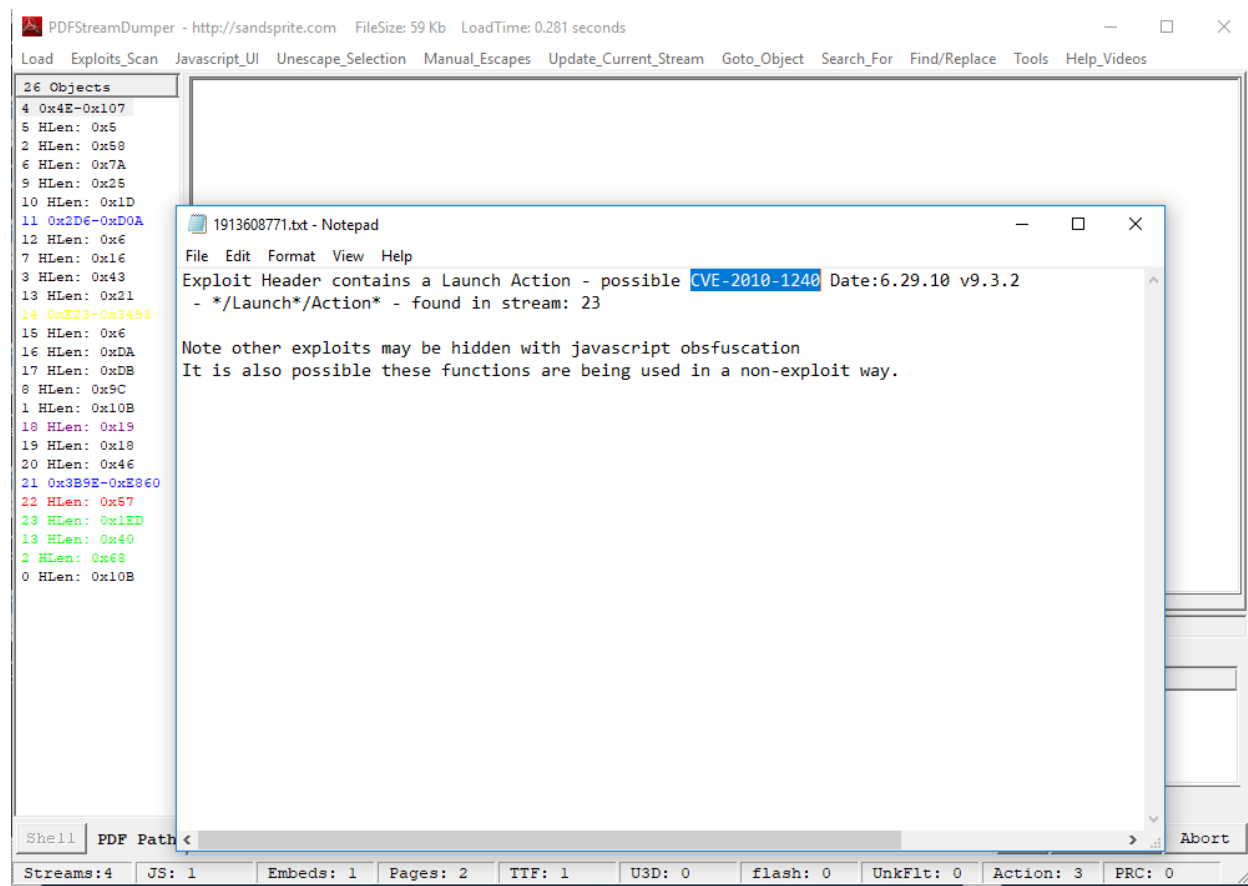 PDFStreamDumper - http://sandsprite.com FileSize: 59 Kb LoadTime: 0.281 seconds
Load Exploits_Scan Javascript_UI Unescape_Selection Manual_Escapes Update_Current_Stream Goto_Object Search_For Find/Replace Tools Help_Videos
26 Objects
4 0x4E-0x107
5 HLen: 0x5
2 HLen: 0x58
6 HLen: 0x7A
9 HLen: 0x25
10 HLen: 0x1D
11 0x2D6-0xD0A
12 HLen: 0x6
7 HLen: 0x16
3 HLen: 0x43
13 HLen: 0x21
14 0xE23-0x3493
15 HLen: 0x6
16 HLen: 0xDA
17 HLen: 0xDB
8 HLen: 0x9C
1 HLen: 0x10B
18 HLen: 0x19
19 HLen: 0x18
20 HLen: 0x46
21 0x3B9E-0xE860
22 HLen: 0x57
23 HLen: 0x1ED
13 HLen: 0x40
2 HLen: 0x68
0 HLen: 0x10B
1913608771.txt - Notepad
File Edit Format View Help
Exploit Header contains a Launch Action - possible CVE-2010-1240 Date:6.29.10 v9.3.2
- */Launch*/Action* - found in stream: 23
Note other exploits may be hidden with javascript obsfuscation
It is also possible these functions are being used in a non-exploit way.
Shell PDF Path Abort
Streams:4 JS: 1 Embeds: 1 Pages: 2 TTF: 1 U3D: 0 flash: 0 UnkFlt: 0 Action: 3 PRC: 0